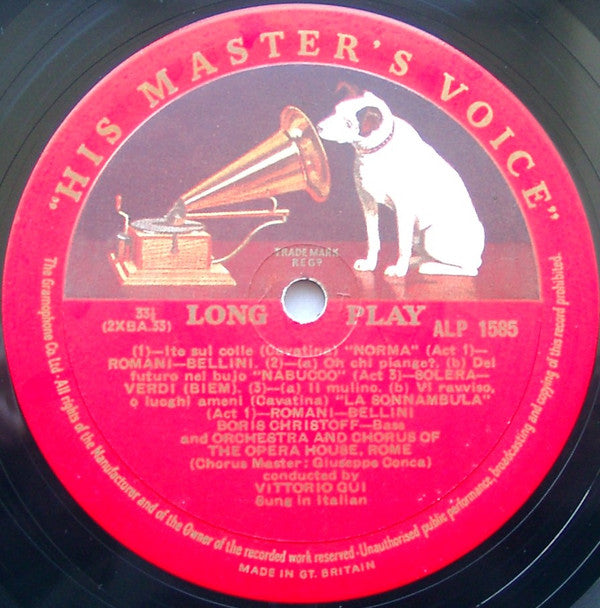 "HIS MASTER'S VOICE"
TRADE MARK
REGD
33⅓
(2XBA.33)
LONG PLAY
ALP 1585
(1)—Ite sul colle (Cavatina) "NORMA" (Act 1)—
ROMANI—BELLINI. (2)—(a) Oh chi piange?. (b) Del
futuro nel bujo "NABUCCO" (Act 3)—SOLERA—
VERDI (BIEM). (3)—(a) Il mulino. (b) Vi ravviso,
o luoghi ameni (Cavatina) "LA SONNAMBULA"
(Act 1)—ROMANI—BELLINI
BORIS CHRISTOFF—Bass
and ORCHESTRA AND CHORUS OF
THE OPERA HOUSE, ROME
(Chorus Master: Giuseppe Conca)
conducted by
VITTORIO GUI
Sung in Italian
The Gramophone Co. Ltd · All rights of the Manufacturer and of the Owner of the recorded work reserved · Unauthorised public performance, broadcasting and copying of this record prohibited.
MADE IN GT. BRITAIN